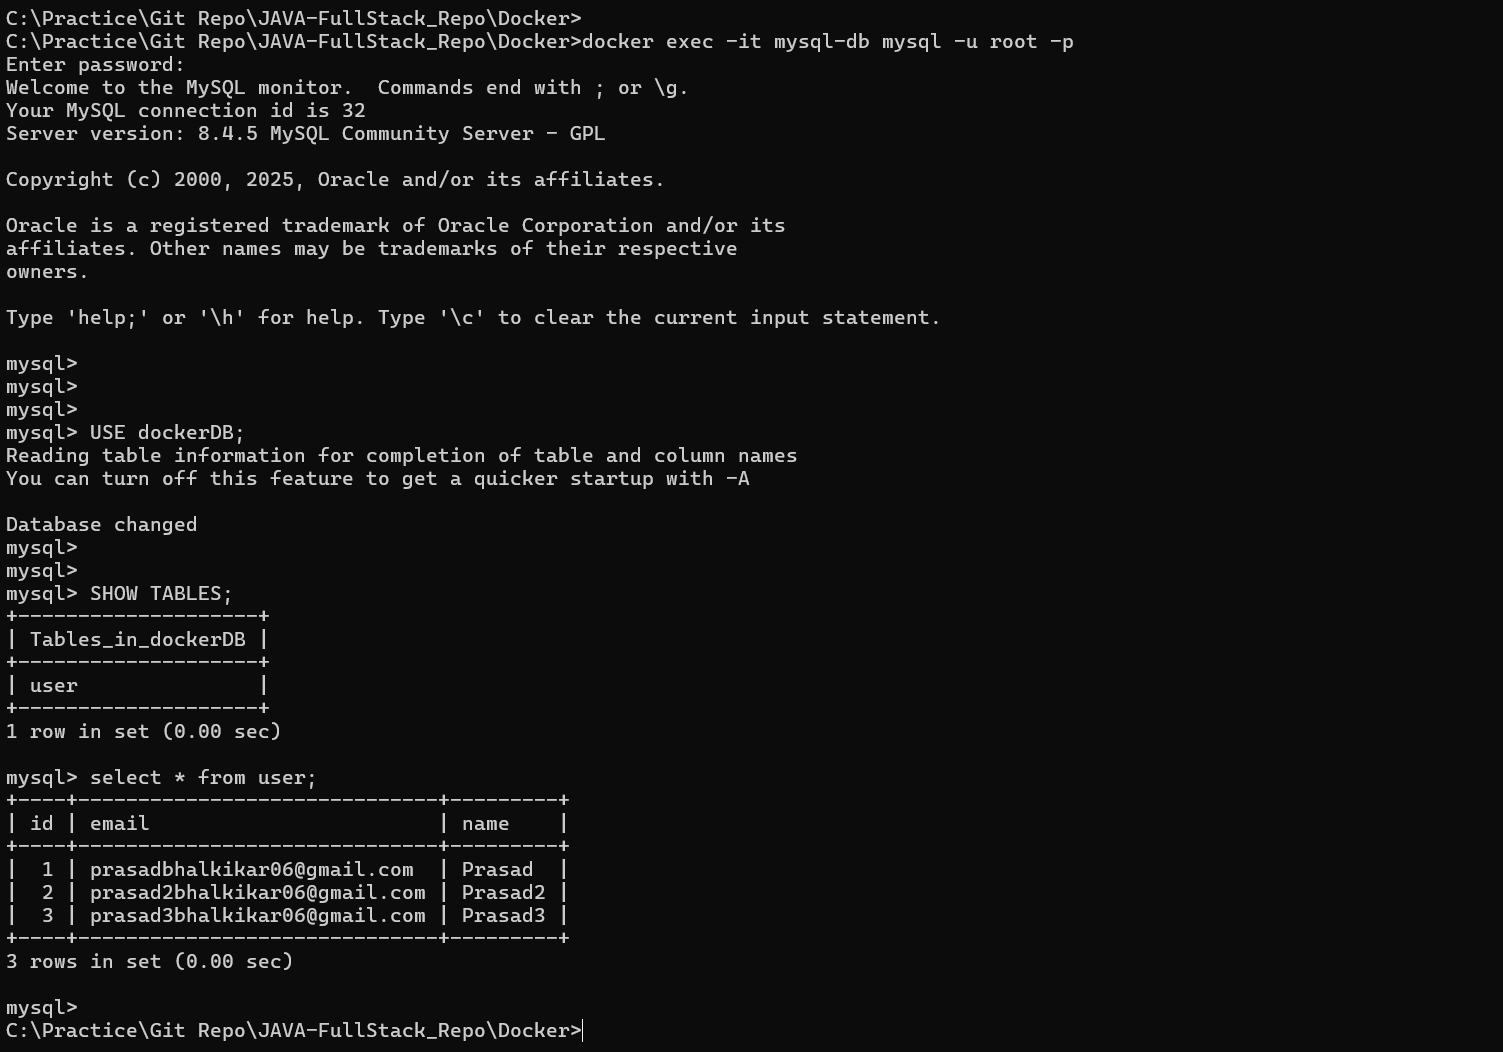 C:\Practice\Git Repo\JAVA-FullStack_Repo\Docker>
C:\Practice\Git Repo\JAVA-FullStack_Repo\Docker>docker exec -it mysql-db mysql -u root -p
Enter password:
Welcome to the MySQL monitor.  Commands end with ; or \g.
Your MySQL connection id is 32
Server version: 8.4.5 MySQL Community Server - GPL

Copyright (c) 2000, 2025, Oracle and/or its affiliates.

Oracle is a registered trademark of Oracle Corporation and/or its
affiliates. Other names may be trademarks of their respective
owners.

Type 'help;' or '\h' for help. Type '\c' to clear the current input statement.

mysql>
mysql>
mysql>
mysql> USE dockerDB;
Reading table information for completion of table and column names
You can turn off this feature to get a quicker startup with -A

Database changed
mysql>
mysql>
mysql> SHOW TABLES;
+--------------------+
| Tables_in_dockerDB |
+--------------------+
| user               |
+--------------------+
1 row in set (0.00 sec)

mysql> select * from user;
+----+------------------------------+---------+
| id | email                        | name    |
+----+------------------------------+---------+
|  1 | prasadbhalkikar06@gmail.com  | Prasad  |
|  2 | prasad2bhalkikar06@gmail.com | Prasad2 |
|  3 | prasad3bhalkikar06@gmail.com | Prasad3 |
+----+------------------------------+---------+
3 rows in set (0.00 sec)

mysql>
C:\Practice\Git Repo\JAVA-FullStack_Repo\Docker>